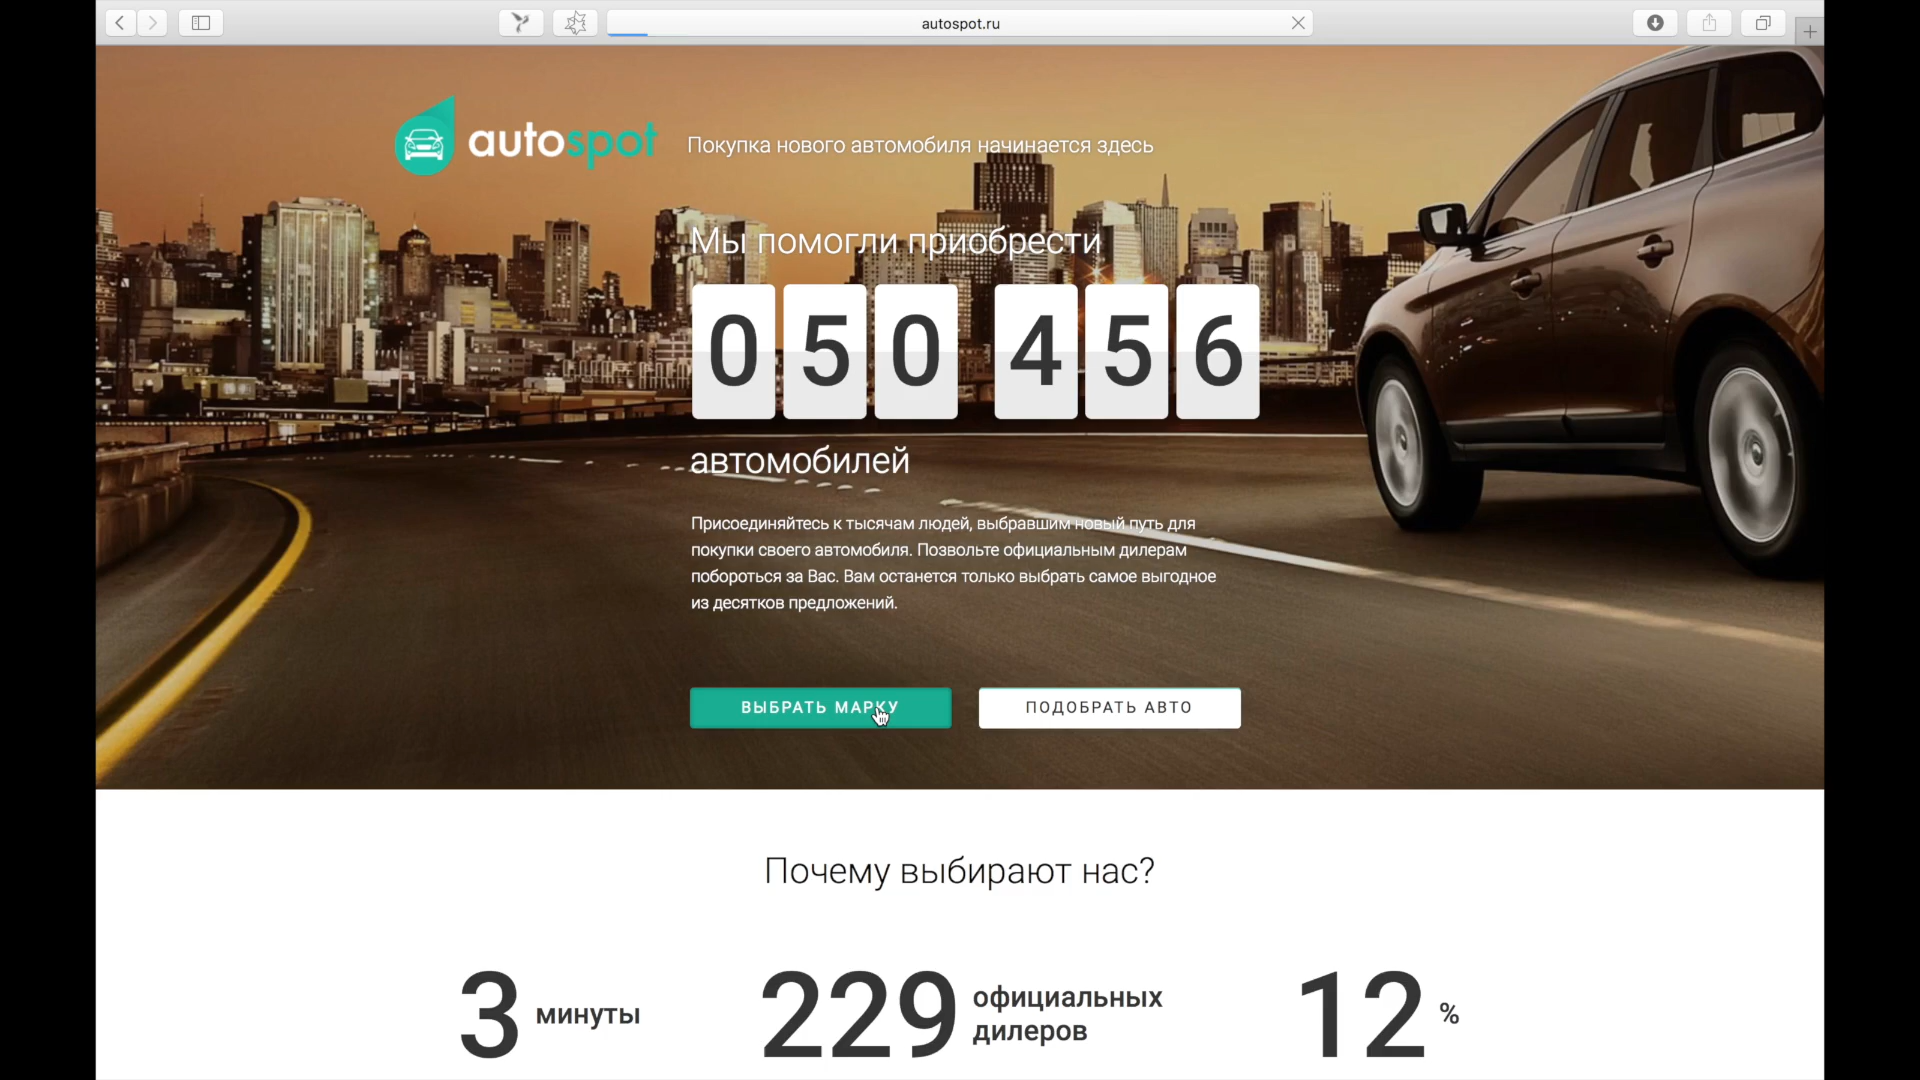 autospot.ru
autospot
Покупка нового автомобиля начинается здесь
Мы помогли приобрести
050 456
автомобилей
Присоединяйтесь к тысячам людей, выбравшим новый путь для
покупки своего автомобиля. Позвольте официальным дилерам
побороться за Вас. Вам останется только выбрать самое выгодное
из десятков предложений.
ВЫБРАТЬ МАРКУ
ПОДОБРАТЬ АВТО
Почему выбирают нас?
3 минуты
229 официальных
дилеров
12 %